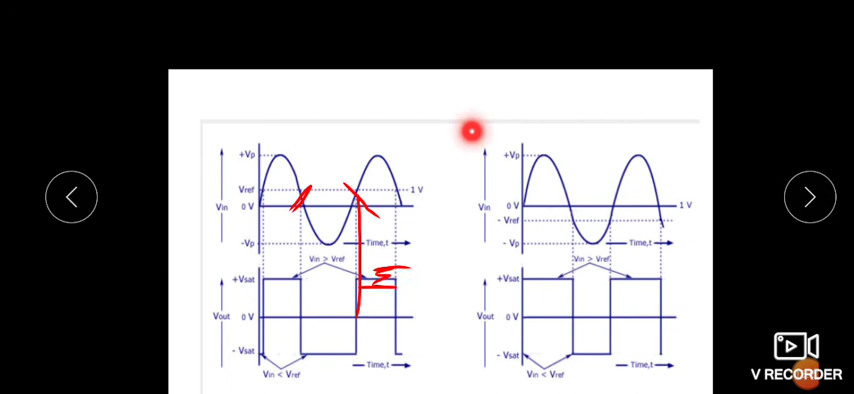 +Vp
Vref
1 V
0 V
Vin
-Vp
Time,t
Vin > Vref
+Vsat
Vout
0 V
- Vsat
Time,t
Vin < Vref
+Vp
0 V
1 V
Vin
- Vref
- Vp
Time,t
Vin > Vref
+Vsat
Vout
0 V
- Vsat
Time,t
Vin < Vref
V RECORDER